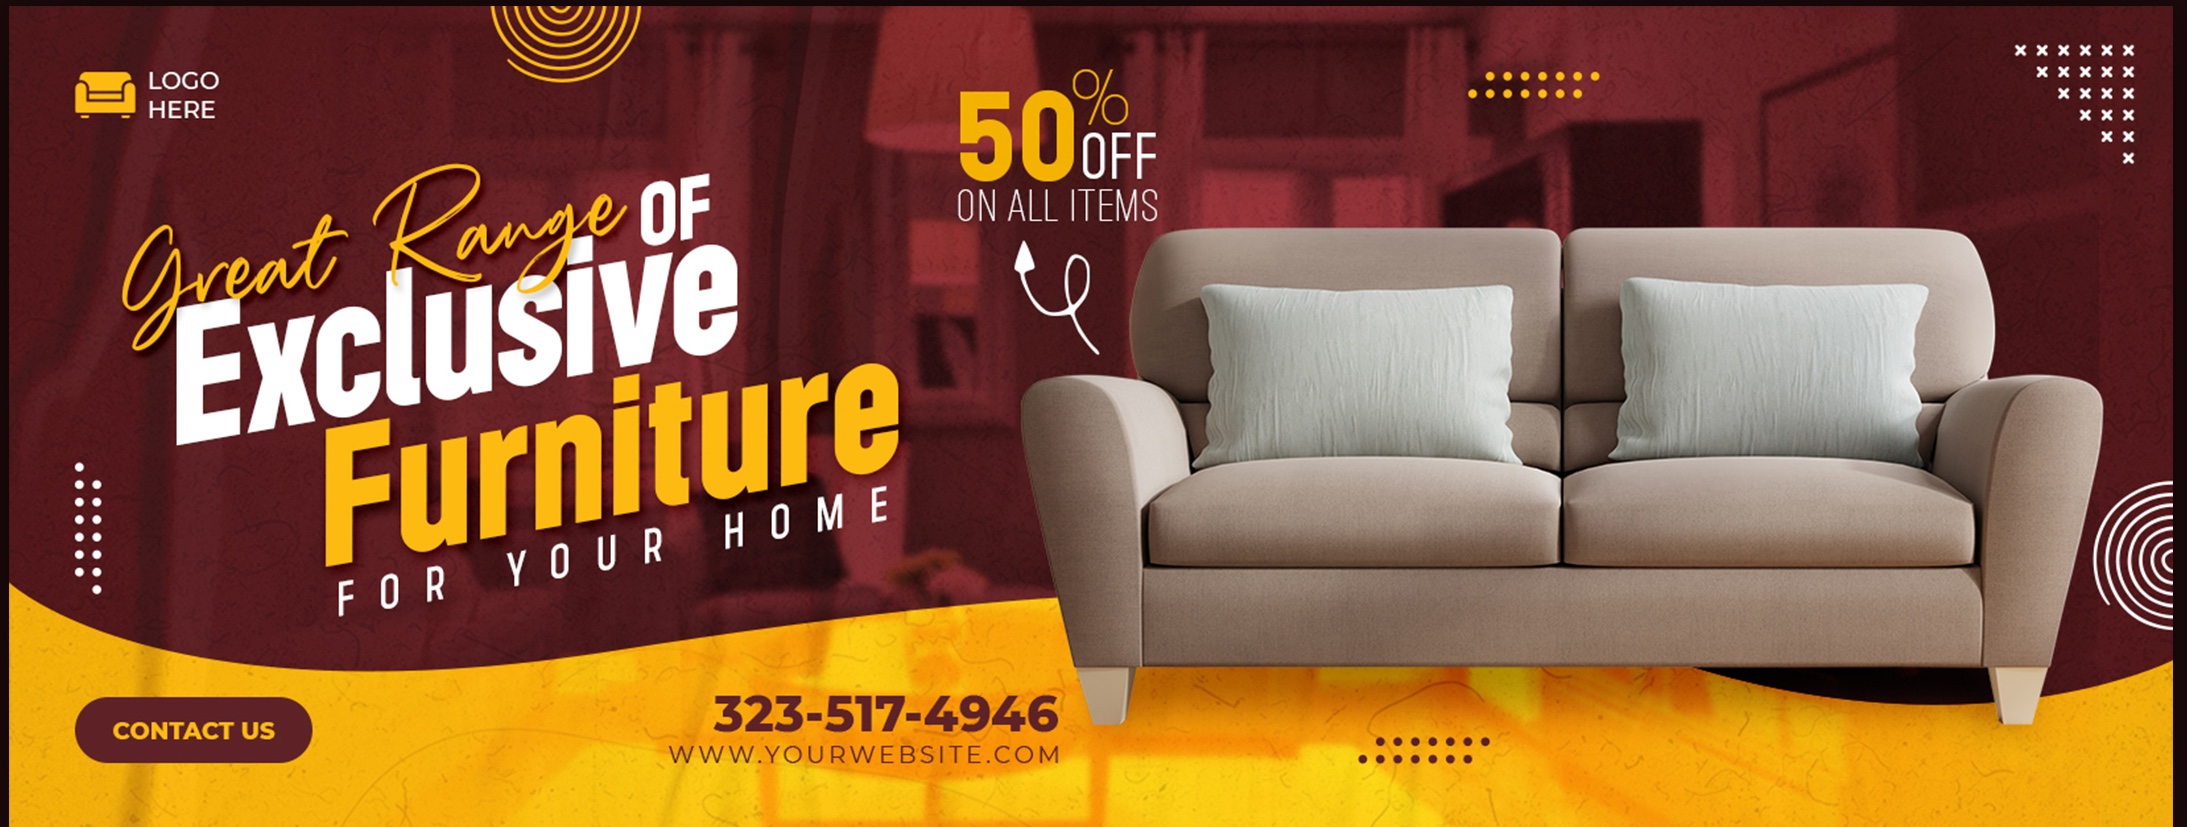 LOGO
HERE
Great Range OF
Exclusive
Furniture
FOR YOUR HOME
50% OFF
ON ALL ITEMS
CONTACT US
323-517-4946
WWW.YOURWEBSITE.COM